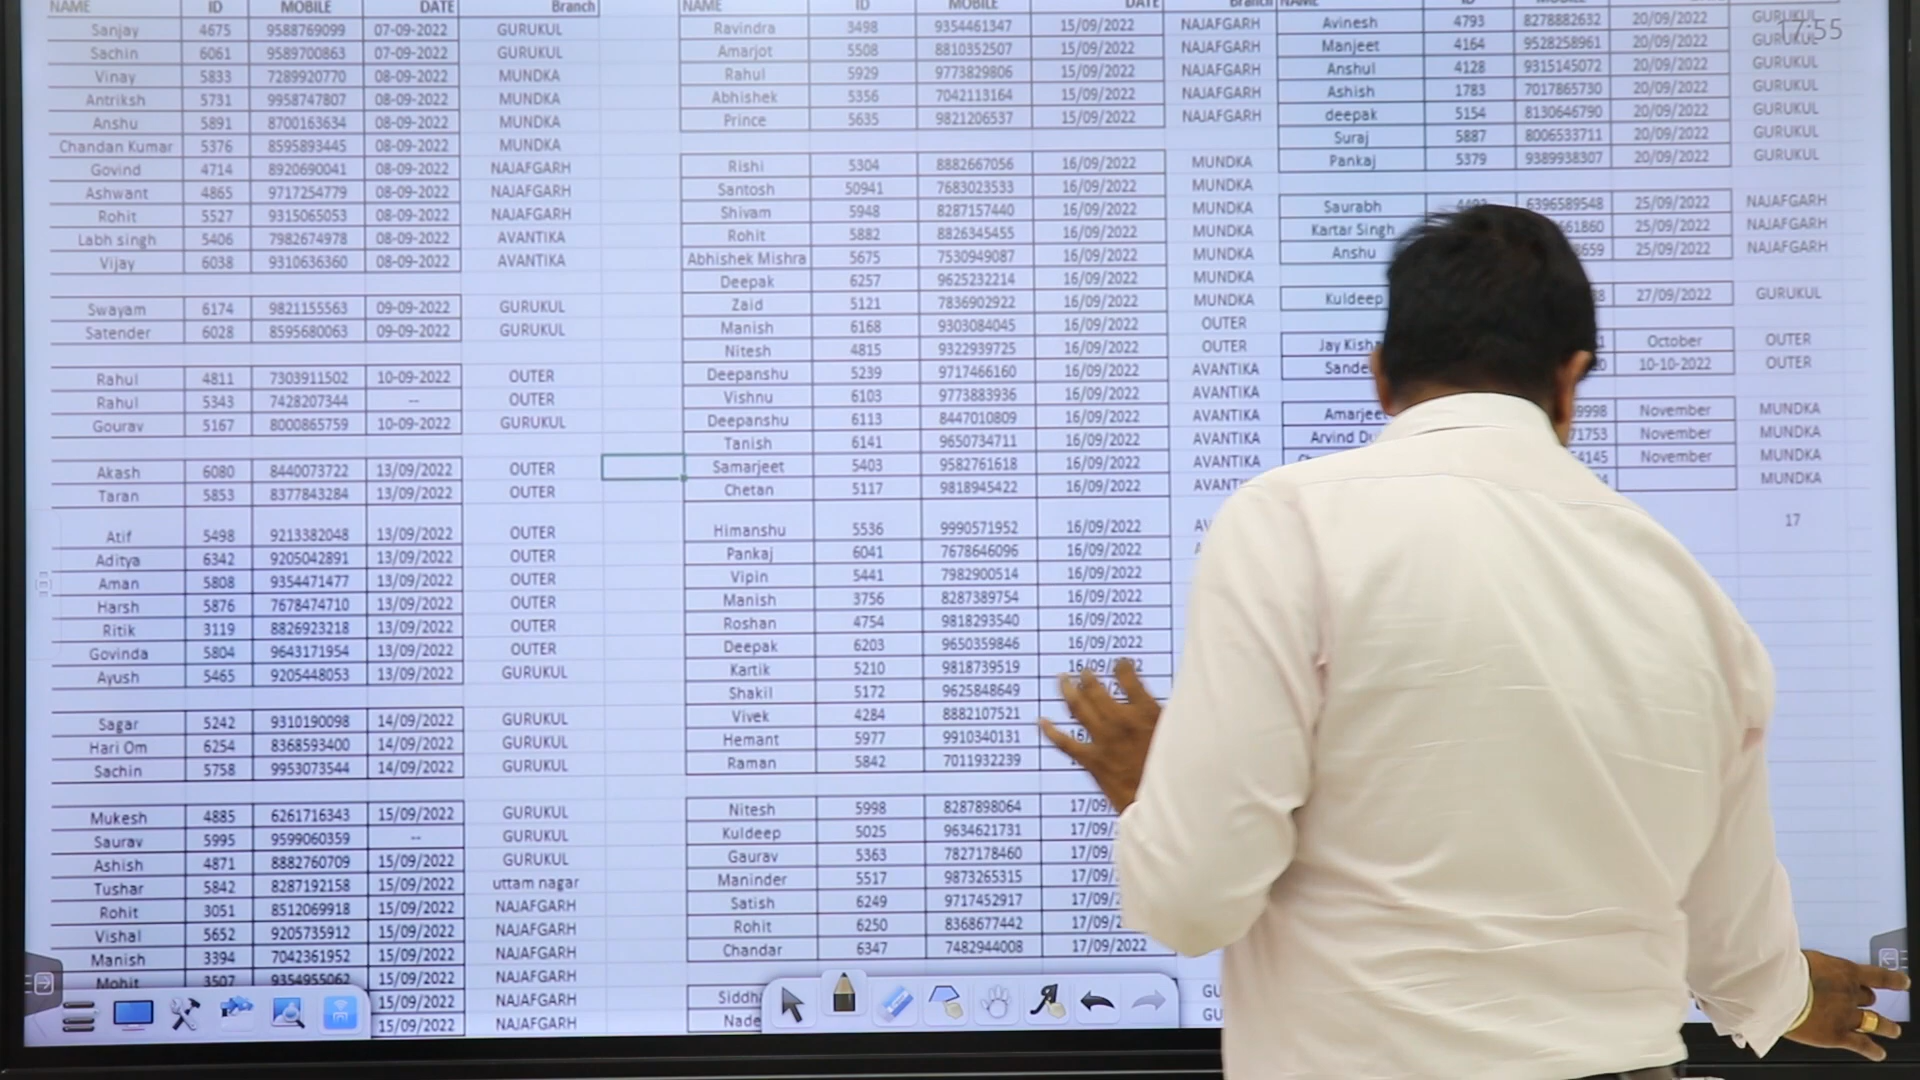 NAME ID MOBILE DATE Branch
Sanjay 4675 9588769099 07-09-2022 GURUKUL
Sachin 6061 9589700863 07-09-2022 GURUKUL
Vinay 5833 7289920770 08-09-2022 MUNDKA
Antriksh 5731 9958747807 08-09-2022 MUNDKA
Anshu 5891 8700163634 08-09-2022 MUNDKA
Chandan Kumar 5376 8595893445 08-09-2022 MUNDKA
Govind 4714 8920690041 08-09-2022 NAJAFGARH
Ashwant 4865 9717254779 08-09-2022 NAJAFGARH
Rohit 5527 9315065053 08-09-2022 NAJAFGARH
Labh singh 5406 7982674978 08-09-2022 AVANTIKA
Vijay 6038 9310636360 08-09-2022 AVANTIKA
Swayam 6174 9821155563 09-09-2022 GURUKUL
Satender 6028 8595680063 09-09-2022 GURUKUL
Rahul 4811 7303911502 10-09-2022 OUTER
Rahul 5343 7428207344 -- OUTER
Gourav 5167 8000865759 10-09-2022 GURUKUL
Akash 6080 8440073722 13/09/2022 OUTER
Taran 5853 8377843284 13/09/2022 OUTER
Atif 5498 9213382048 13/09/2022 OUTER
Aditya 6342 9205042891 13/09/2022 OUTER
Aman 5808 9354471477 13/09/2022 OUTER
Harsh 5876 7678474710 13/09/2022 OUTER
Ritik 3119 8826923218 13/09/2022 OUTER
Govinda 5804 9643171954 13/09/2022 OUTER
Ayush 5465 9205448053 13/09/2022 GURUKUL
Sagar 5242 9310190098 14/09/2022 GURUKUL
Hari Om 6254 8368593400 14/09/2022 GURUKUL
Sachin 5758 9953073544 14/09/2022 GURUKUL
Mukesh 4885 6261716343 15/09/2022 GURUKUL
Saurav 5995 9599060359 -- GURUKUL
Ashish 4871 8882760709 15/09/2022 GURUKUL
Tushar 5842 8287192158 15/09/2022 uttam nagar
Rohit 3051 8512069918 15/09/2022 NAJAFGARH
Vishal 5652 9205735912 15/09/2022 NAJAFGARH
Manish 3394 7042361952 15/09/2022 NAJAFGARH
Mohit 3507 9354955062 15/09/2022 NAJAFGARH
15/09/2022 NAJAFGARH
15/09/2022 NAJAFGARH
NAME ID MOBILE DATE Branch
Ravindra 3498 9354461347 15/09/2022 NAJAFGARH
Amarjot 5508 8810352507 15/09/2022 NAJAFGARH
Rahul 5929 9773829806 15/09/2022 NAJAFGARH
Abhishek 5356 7042113164 15/09/2022 NAJAFGARH
Prince 5635 9821206537 15/09/2022 NAJAFGARH
Rishi 5304 8882667056 16/09/2022 MUNDKA
Santosh 50941 7683023533 16/09/2022 MUNDKA
Shivam 5948 8287157440 16/09/2022 MUNDKA
Rohit 5882 8826345455 16/09/2022 MUNDKA
Abhishek Mishra 5675 7530949087 16/09/2022 MUNDKA
Deepak 6257 9625232214 16/09/2022 MUNDKA
Zaid 5121 7836902922 16/09/2022 MUNDKA
Manish 6168 9303084045 16/09/2022 OUTER
Nitesh 4815 9322939725 16/09/2022 OUTER
Deepanshu 5239 9717466160 16/09/2022 AVANTIKA
Vishnu 6103 9773883936 16/09/2022 AVANTIKA
Deepanshu 6113 8447010809 16/09/2022 AVANTIKA
Tanish 6141 9650734711 16/09/2022 AVANTIKA
Samarjeet 5403 9582761618 16/09/2022 AVANTIKA
Chetan 5117 9818945422 16/09/2022
Himanshu 5536 9990571952 16/09/2022
Pankaj 6041 7678646096 16/09/2022
Vipin 5441 7982900514 16/09/2022
Manish 3756 8287389754 16/09/2022
Roshan 4754 9818293540 16/09/2022
Deepak 6203 9650359846 16/09/2022
Kartik 5210 9818739519
Shakil 5172 9625848649
Vivek 4284 8882107521
Hemant 5977 9910340131
Raman 5842 7011932239
Nitesh 5998 8287898064 17/09/
Kuldeep 5025 9634621731 17/09/
Gaurav 5363 7827178460 17/09/
Maninder 5517 9873265315 17/09/
Satish 6249 9717452917 17/09/
Rohit 6250 8368677442 17/09/
Chandar 6347 7482944008 17/09/2022
NAME
Avinesh 4793 8278882632 20/09/2022 GURUKUL
17:55
Manjeet 4164 9528258961 20/09/2022 GURUKUL
Anshul 4128 9315145072 20/09/2022 GURUKUL
Ashish 1783 7017865730 20/09/2022 GURUKUL
deepak 5154 8130646790 20/09/2022 GURUKUL
Suraj 5887 8006533711 20/09/2022 GURUKUL
Pankaj 5379 9389938307 20/09/2022 GURUKUL
Saurabh 6396589548 25/09/2022 NAJAFGARH
Kartar Singh 661860 25/09/2022 NAJAFGARH
Anshu 25/09/2022 NAJAFGARH
Kuldeep 27/09/2022 GURUKUL
Jay October OUTER
10-10-2022 OUTER
November MUNDKA
Arvind 71753 November MUNDKA
November MUNDKA
MUNDKA
17